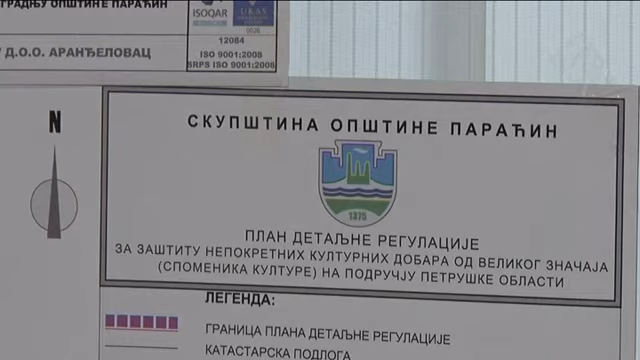 ГРАДЊУ ОПШТИНЕ ПАРАЋИН
У Д.О.О. АРАНЂЕЛОВАЦ
ISOQAR
UKAS
12084
ISO 9001:2008
SRPS ISO 9001:2008
N
СКУПШТИНА ОПШТИНЕ ПАРАЋИН
1375
ПЛАН ДЕТАЉНЕ РЕГУЛАЦИЈЕ
ЗА ЗАШТИТУ НЕПОКРЕТНИХ КУЛТУРНИХ ДОБАРА ОД ВЕЛИКОГ ЗНАЧАЈА
(СПОМЕНИКА КУЛТУРЕ) НА ПОДРУЧЈУ ПЕТРУШКЕ ОБЛАСТИ
ЛЕГЕНДА:
ГРАНИЦА ПЛАНА ДЕТАЉНЕ РЕГУЛАЦИЈЕ
КАТАСТАРСКА ПОДЛОГА